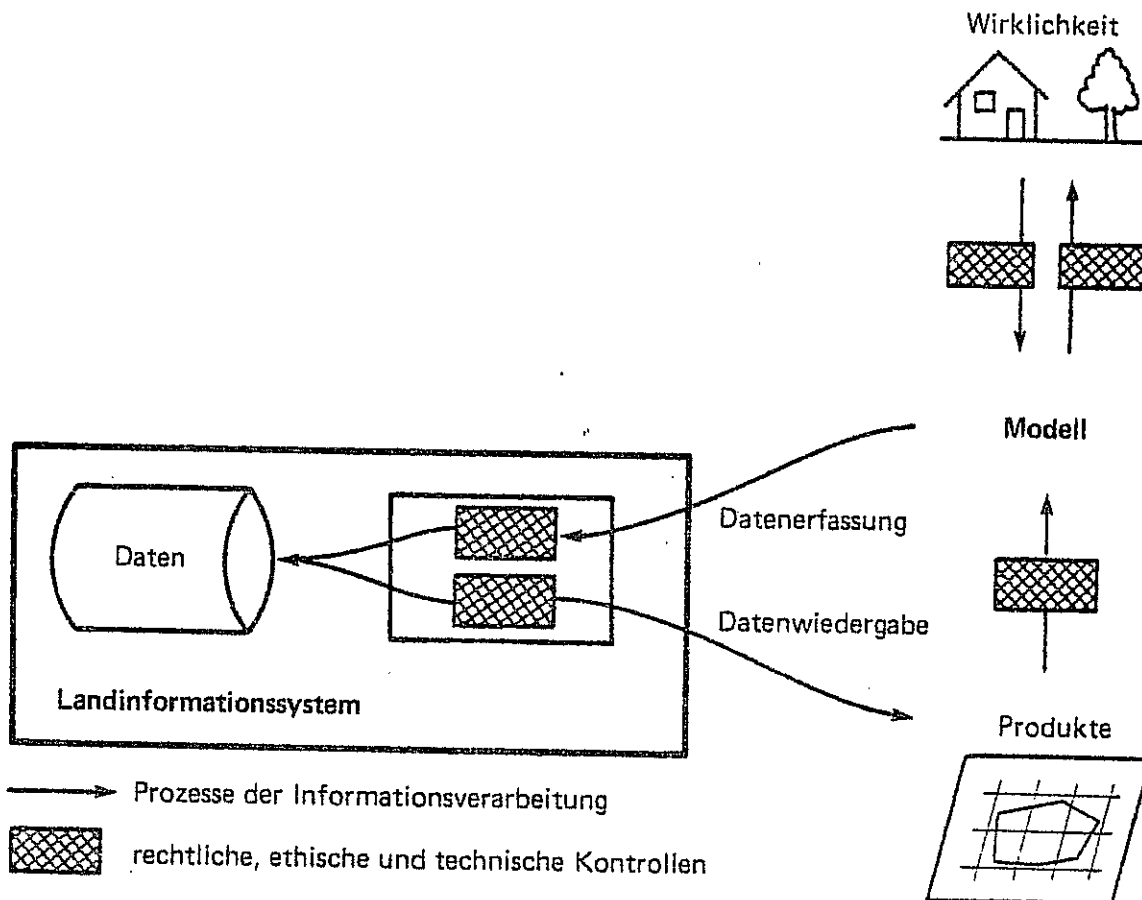 Wirklichkeit
Modell
Datenerfassung
Daten
Datenwiedergabe
Landinformationssystem
Produkte
Prozesse der Informationsverarbeitung
rechtliche, ethische und technische Kontrollen